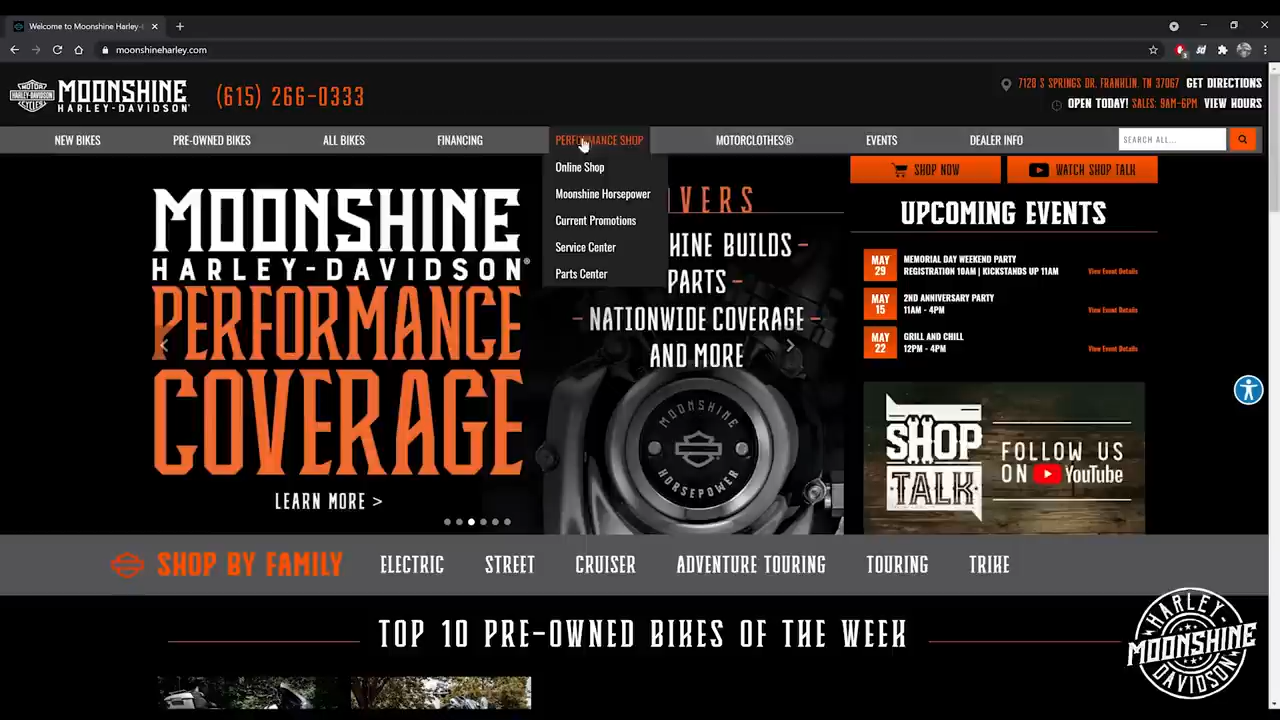 Welcome to Moonshine Harley-
moonshineharley.com
MOTOR
HARLEY-DAVIDSON
CYCLES
MOONSHINE
HARLEY-DAVIDSON
(615) 266-0333
7128 S SPRINGS DR. FRANKLIN, TN 37067 GET DIRECTIONS
OPEN TODAY! SALES: 9AM-6PM VIEW HOURS
NEW BIKES PRE-OWNED BIKES ALL BIKES FINANCING PERFORMANCE SHOP MOTORCLOTHES® EVENTS DEALER INFO SEARCH ALL...
Online Shop
Moonshine Horsepower
Current Promotions
Service Center
Parts Center
MOONSHINE
HARLEY-DAVIDSON®
PERFORMANCE
COVERAGE
LEARN MORE >
VERS
HINE BUILDS –
PARTS –
– NATIONWIDE COVERAGE –
AND MORE
MOONSHINE
HORSEPOWER
SHOP NOW WATCH SHOP TALK
UPCOMING EVENTS
MAY 29 MEMORIAL DAY WEEKEND PARTY
REGISTRATION 10AM | KICKSTANDS UP 11AM View Event Details
MAY 15 2ND ANNIVERSARY PARTY
11AM - 4PM View Event Details
MAY 22 GRILL AND CHILL
12PM - 4PM View Event Details
SHOP
TALK
FOLLOW US
ON YouTube
SHOP BY FAMILY ELECTRIC STREET CRUISER ADVENTURE TOURING TOURING TRIKE
TOP 10 PRE-OWNED BIKES OF THE WEEK
HARLEY
MOONSHINE
DAVIDSON